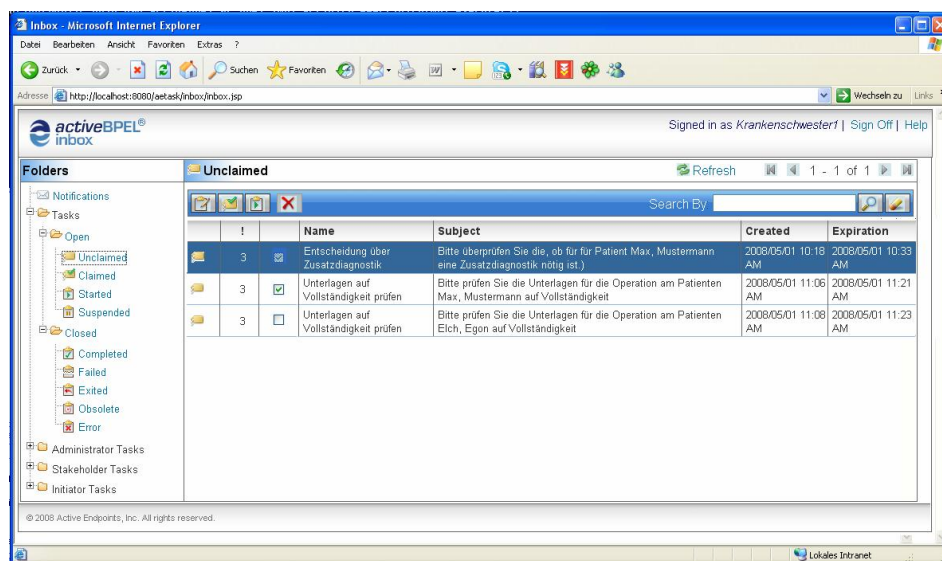 Inbox - Microsoft Internet Explorer
Datei Bearbeiten Ansicht Favoriten Extras ?
Zurück Suchen Favoriten
Adresse http://localhost:8080/aetask/inbox/inbox.jsp Wechseln zu Links
activeBPEL® inbox
Signed in as Krankenschwester1 | Sign Off | Help
Folders
Notifications
Tasks
Open
Unclaimed
Claimed
Started
Suspended
Closed
Completed
Failed
Exited
Obsolete
Error
Administrator Tasks
Stakeholder Tasks
Initiator Tasks
Unclaimed Refresh 1 - 1 of 1
Search By
! Name Subject Created Expiration
3 Entscheidung über Bitte überprüfen Sie die, ob für für Patient Max, Mustermann 2008/05/01 10:18 2008/05/01 10:33
Zusatzdiagnostik eine Zusatzdiagnostik nötig ist.) AM AM
3 Unterlagen auf Bitte prüfen Sie die Unterlagen für die Operation am Patienten 2008/05/01 11:06 2008/05/01 11:21
Vollständigkeit prüfen Max, Mustermann auf Vollständigkeit AM AM
3 Unterlagen auf Bitte prüfen Sie die Unterlagen für die Operation am Patienten 2008/05/01 11:08 2008/05/01 11:23
Vollständigkeit prüfen Elch, Egon auf Vollständigkeit AM AM
© 2008 Active Endpoints, Inc. All rights reserved.
Lokales Intranet